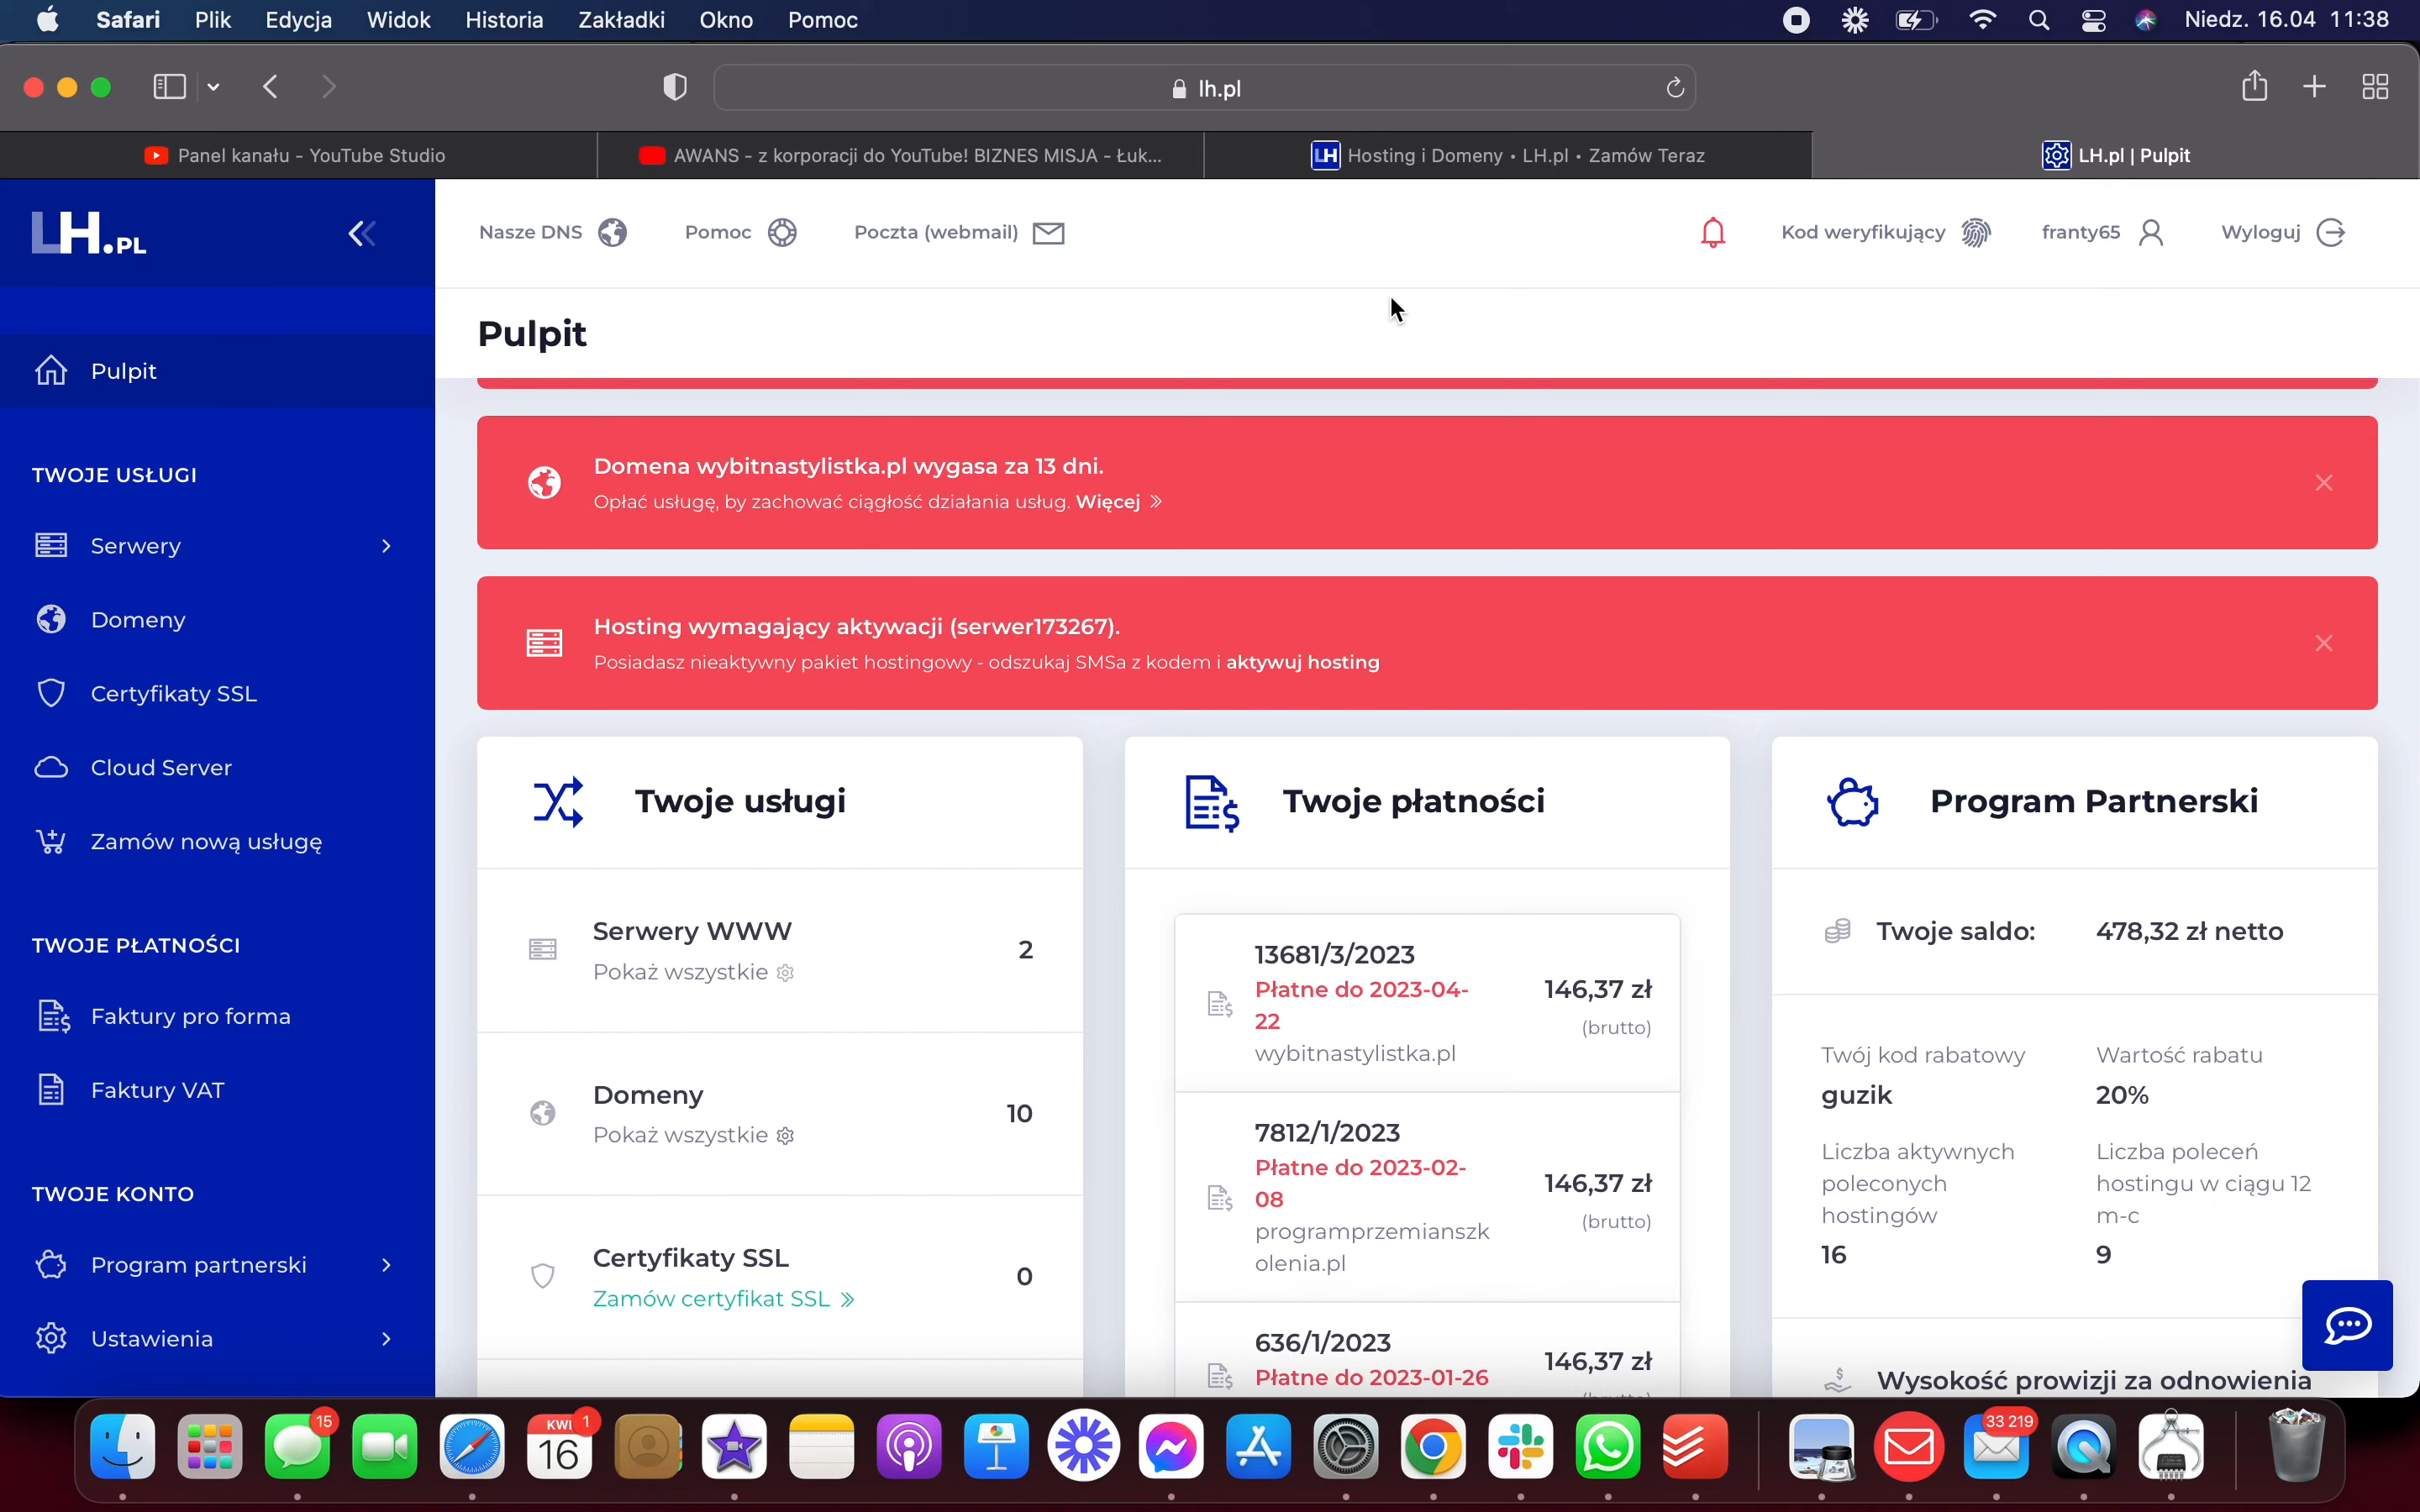 Safari Plik Edycja Widok Historia Zakładki Okno Pomoc
Niedz. 16.04 11:38
lh.pl
Panel kanału - YouTube Studio
AWANS - z korporacji do YouTube! BIZNES MISJA - Łuk...
LH Hosting i Domeny • LH.pl • Zamów Teraz
LH.pl | Pulpit
LH.PL
Nasze DNS
Pomoc
Poczta (webmail)
Kod weryfikujący
franty65
Wyloguj
Pulpit
Pulpit
TWOJE USŁUGI
Serwery
Domeny
Certyfikaty SSL
Cloud Server
Zamów nową usługę
TWOJE PŁATNOŚCI
Faktury pro forma
Faktury VAT
TWOJE KONTO
Program partnerski
Ustawienia
Domena wybitnastylistka.pl wygasa za 13 dni.
Opłać usługę, by zachować ciągłość działania usług. Więcej »
Hosting wymagający aktywacji (serwer173267).
Posiadasz nieaktywny pakiet hostingowy - odszukaj SMSa z kodem i aktywuj hosting
Twoje usługi
Serwery WWW
Pokaż wszystkie
2
Domeny
Pokaż wszystkie
10
Certyfikaty SSL
Zamów certyfikat SSL »
0
Twoje płatności
13681/3/2023
Płatne do 2023-04-
22
wybitnastylistka.pl
146,37 zł
(brutto)
7812/1/2023
Płatne do 2023-02-
08
programprzemianszk
olenia.pl
146,37 zł
(brutto)
636/1/2023
Płatne do 2023-01-26
146,37 zł
(brutto)
Program Partnerski
Twoje saldo: 478,32 zł netto
Twój kod rabatowy
guzik
Wartość rabatu
20%
Liczba aktywnych
poleconych
hostingów
16
Liczba poleceń
hostingu w ciągu 12
m-c
9
Wysokość prowizji za odnowienia
15
KWI
1
16
33 219